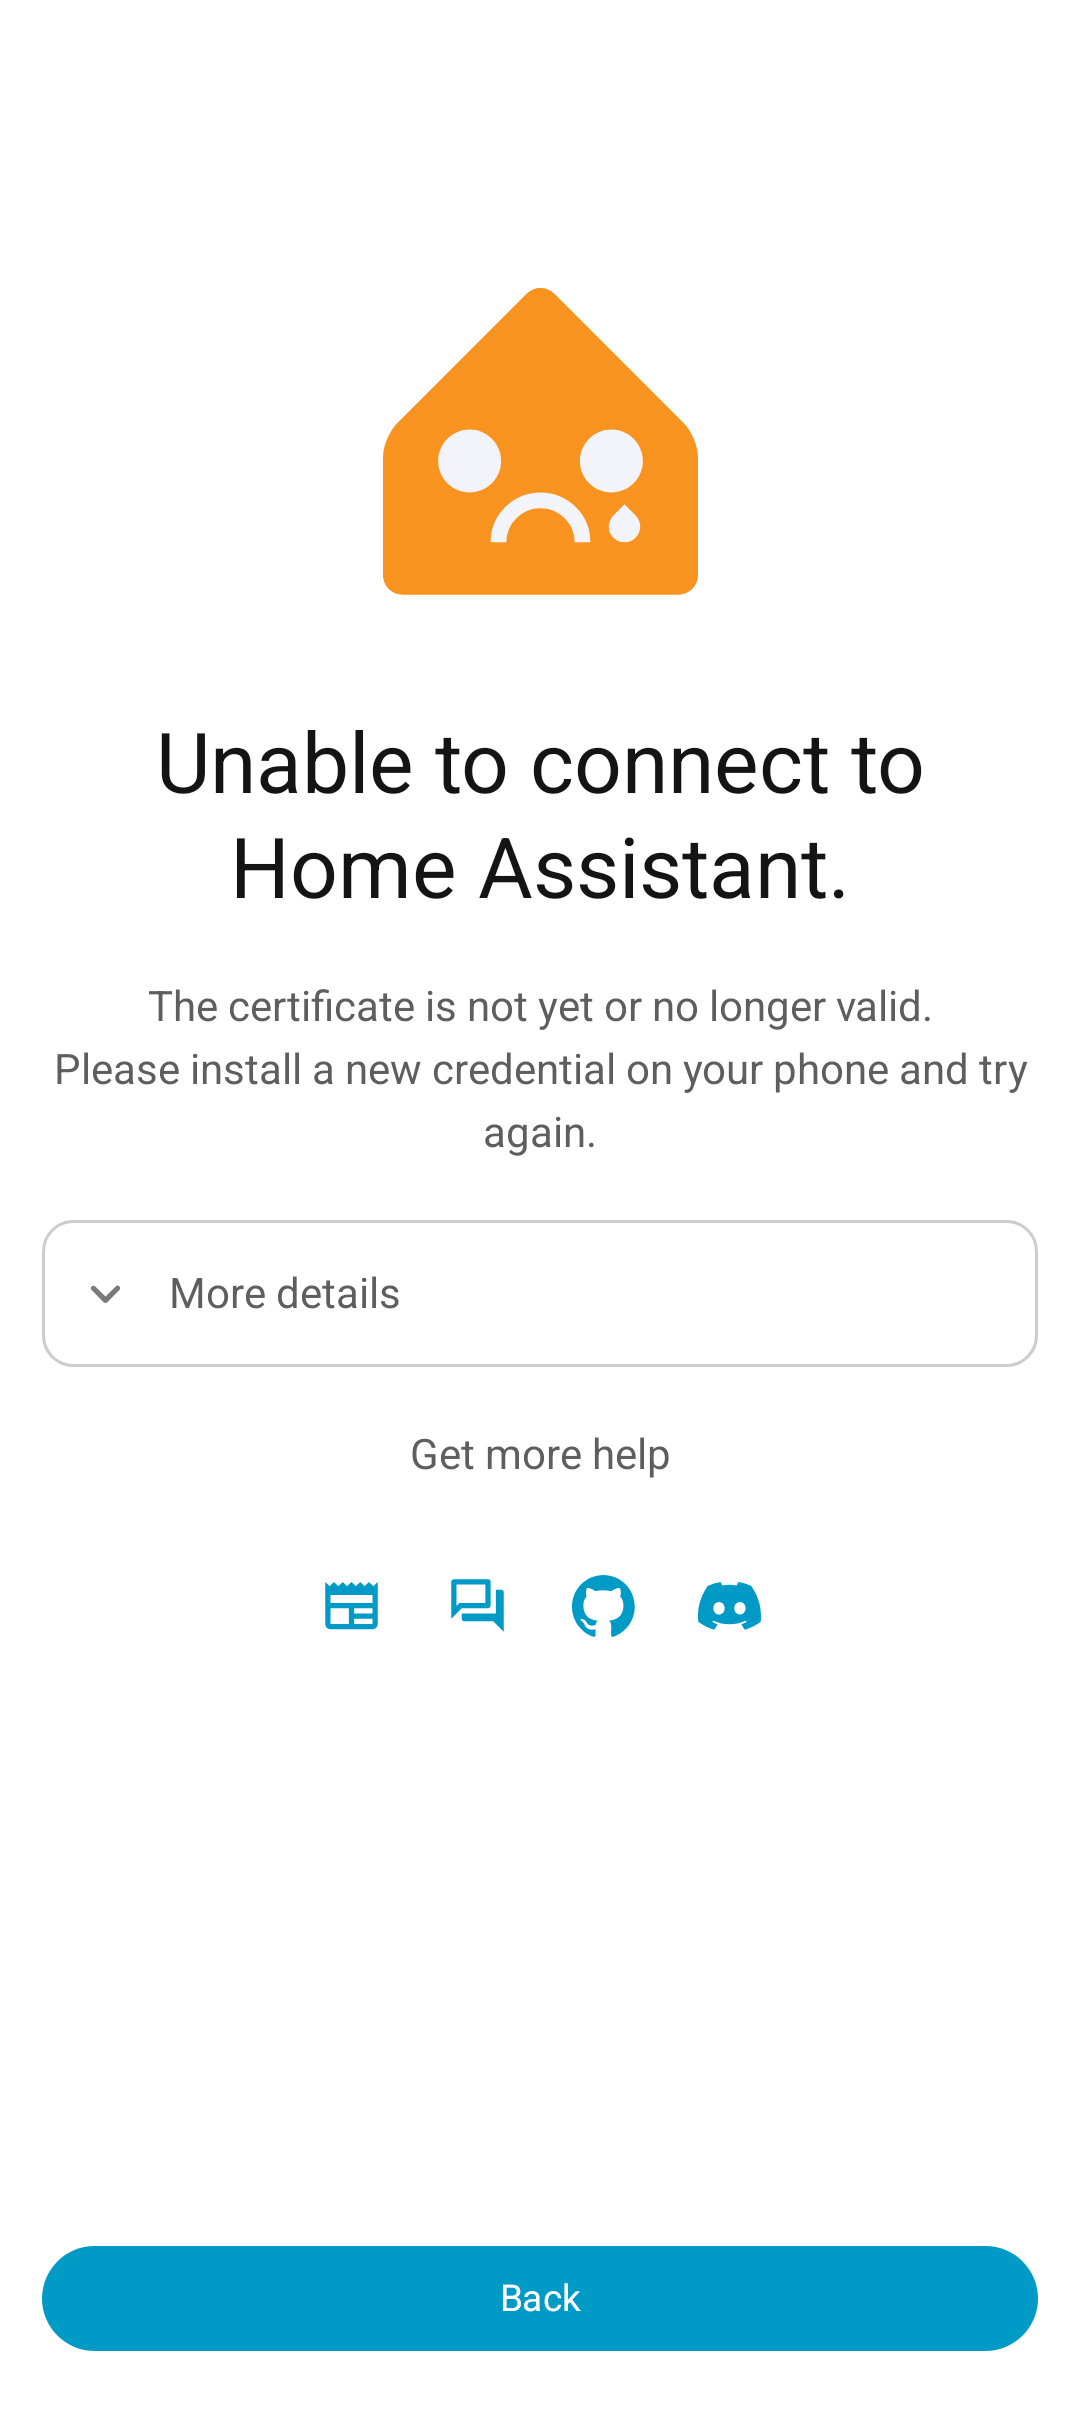 Unable to connect to
Home Assistant.
The certificate is not yet or no longer valid.
Please install a new credential on your phone and try
again.
More details
Get more help
Back